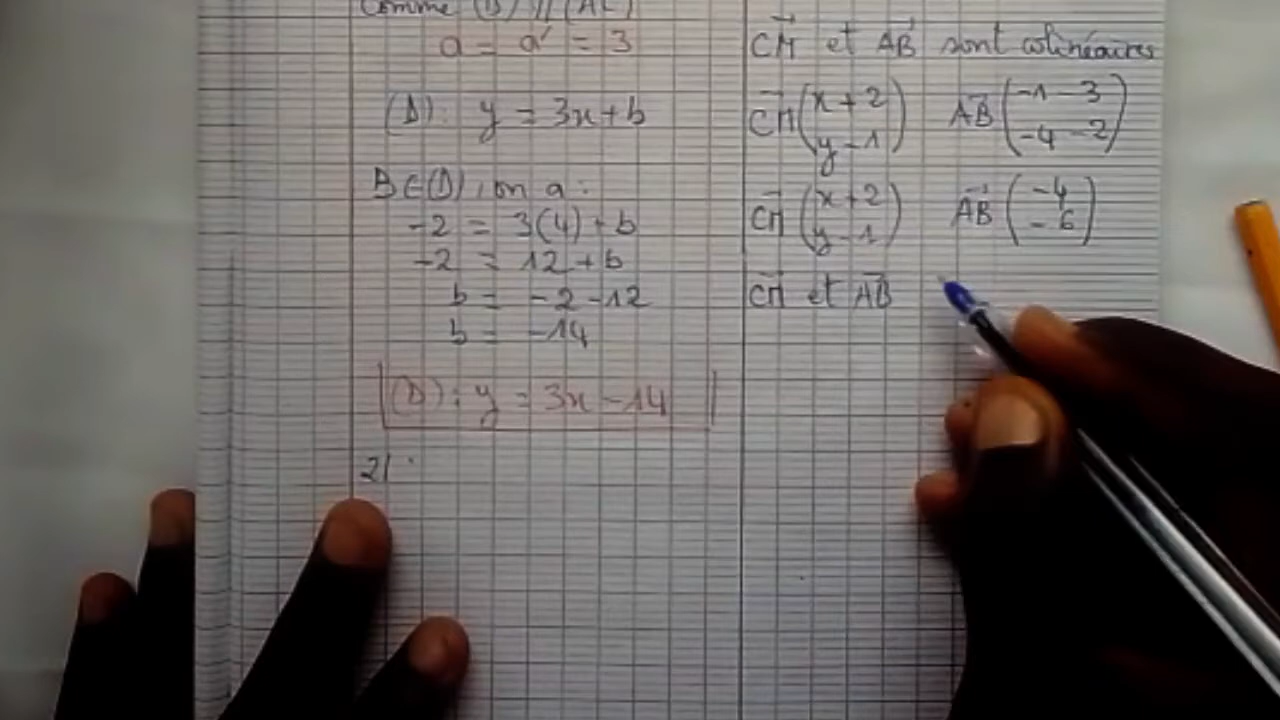 Comme (D) // (AC)
a = a' = 3
(D): y = 3x+b
B ∈ (D), on a:
-2 = 3(4) + b
-2 = 12 + b
b = -2 -12
b = -14
(D): y = 3x -14
2/
CM et AB sont colinéaires
CM (x+2 y-1) AB (-1-3 -4-2)
CM (x+2 y-1) AB (-4 -6)
CM et AB